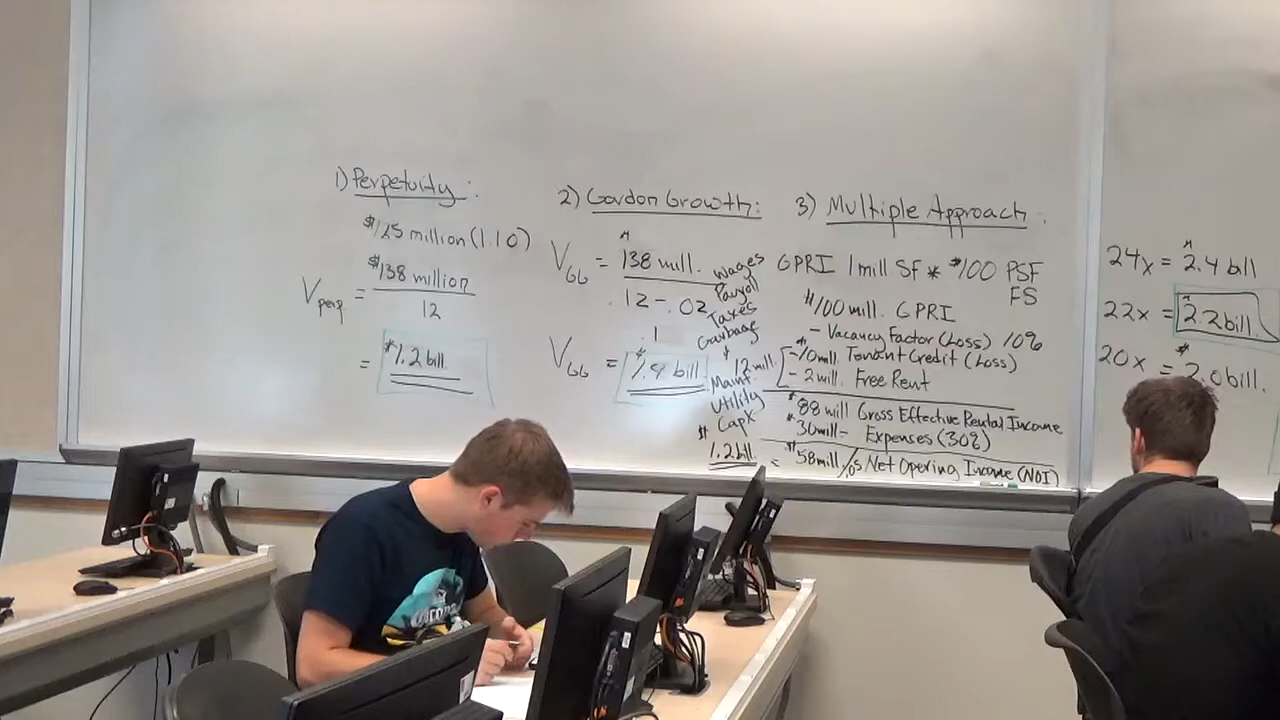 1) Perpetuity:
$125 million (1.10)
Vperp. = $138 million
12
= $1.2 bill
2) Gordon Growth:
VGG = $138 mill.
.12 - .02
.1
VGG = $1.4 bill
Wages
Payroll
Taxes
Garbage
$12 mill
Maint.
Utility
CapX
$1.2 bill.
3) Multiple Approach:
GPRI 1 mill SF * $100 PSF
FS
$100 mill. GPRI
- Vacancy Factor (Loss) 10%
-10 mill. Tenant Credit (Loss)
- 2 mill. Free Rent
$88 mill Gross Effective Rental Income
$30 mill - Expenses (30%)
= $58 mill Net Opering Income (NOI)
24x = $2.4 bill
22x = $2.2 bill.
20x = $2.0 bill.